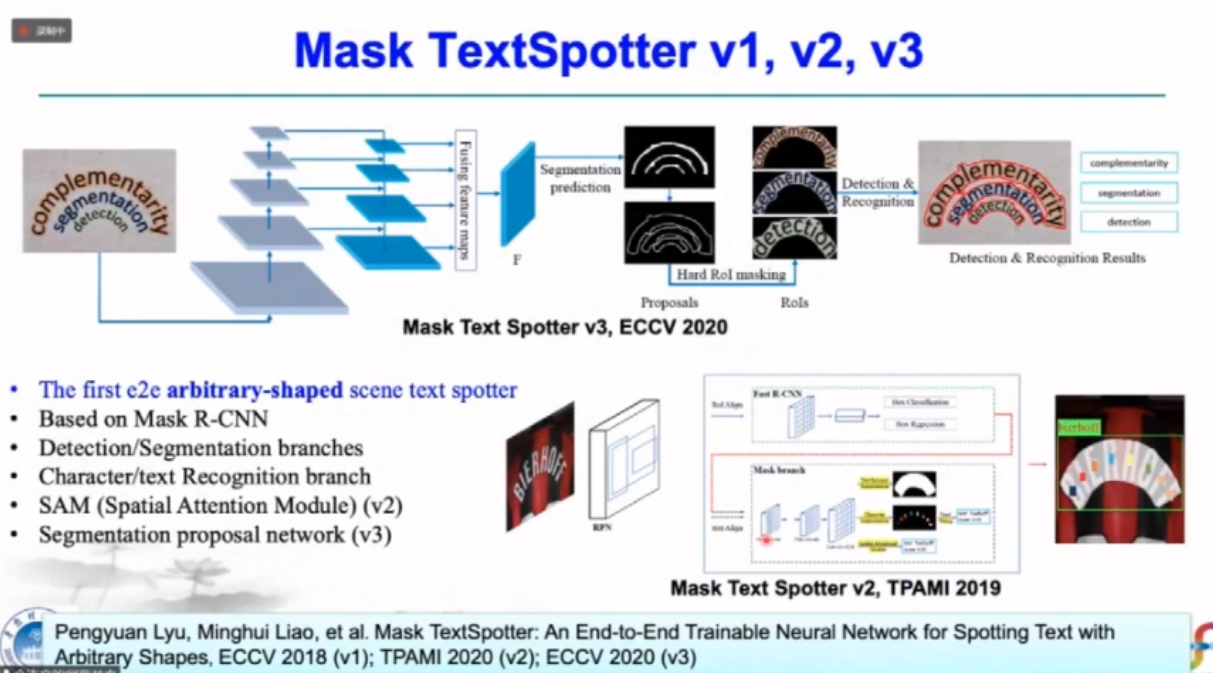 录制中
Mask TextSpotter v1, v2, v3
complementarity
segmentation
detection
Fusing feature maps
F
Segmentation
prediction
Proposals
Hard RoI masking
complementarity
segmentation
detection
RoIs
Detection &
Recognition
complementarity
segmentation
detection
complementarity
segmentation
detection
Detection & Recognition Results
Mask Text Spotter v3, ECCV 2020
• The first e2e arbitrary-shaped scene text spotter
• Based on Mask R-CNN
• Detection/Segmentation branches
• Character/text Recognition branch
• SAM (Spatial Attention Module) (v2)
• Segmentation proposal network (v3)
BIERHOFF
RPN
RoI Align
Fast R-CNN
Box Classification
Box Regression
Mask branch
RoI Align
bierhoff
Mask Text Spotter v2, TPAMI 2019
Pengyuan Lyu, Minghui Liao, et al. Mask TextSpotter: An End-to-End Trainable Neural Network for Spotting Text with
Arbitrary Shapes, ECCV 2018 (v1); TPAMI 2020 (v2); ECCV 2020 (v3)